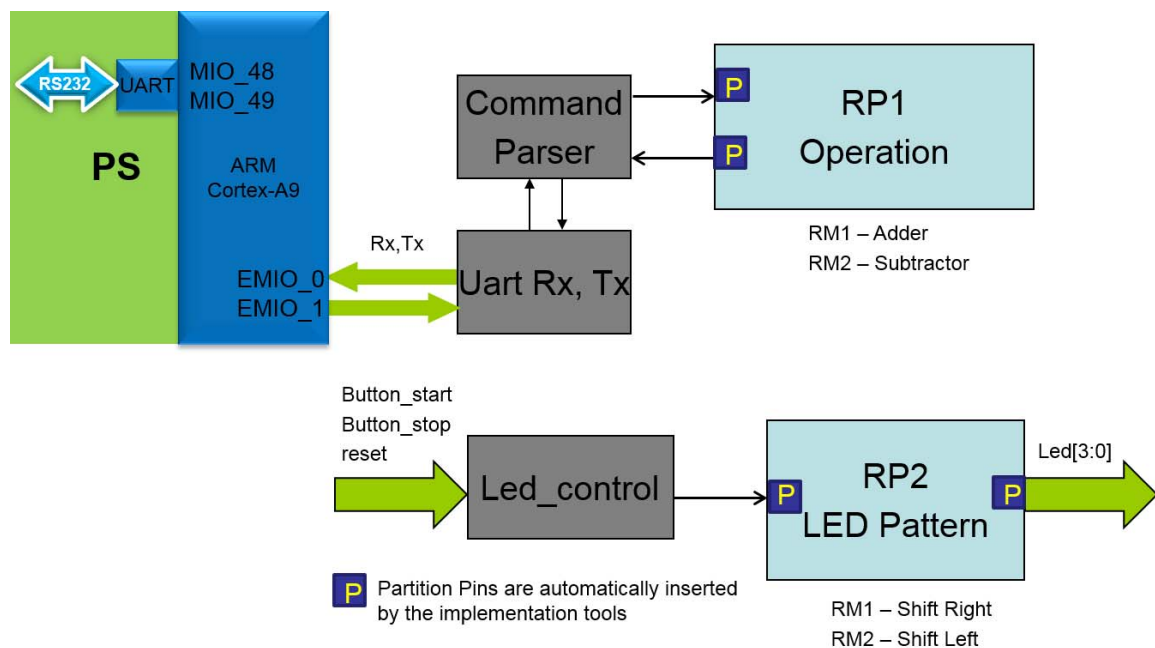 RS232
UART
MIO_48
MIO_49
PS
ARM
Cortex-A9
EMIO_0
EMIO_1
Rx,Tx
Command
Parser
Uart Rx, Tx
P
P
RP1
Operation
RM1 – Adder
RM2 – Subtractor
Button_start
Button_stop
reset
Led_control
P
RP2
LED Pattern
P
Led[3:0]
RM1 – Shift Right
RM2 – Shift Left
P
Partition Pins are automatically inserted
by the implementation tools